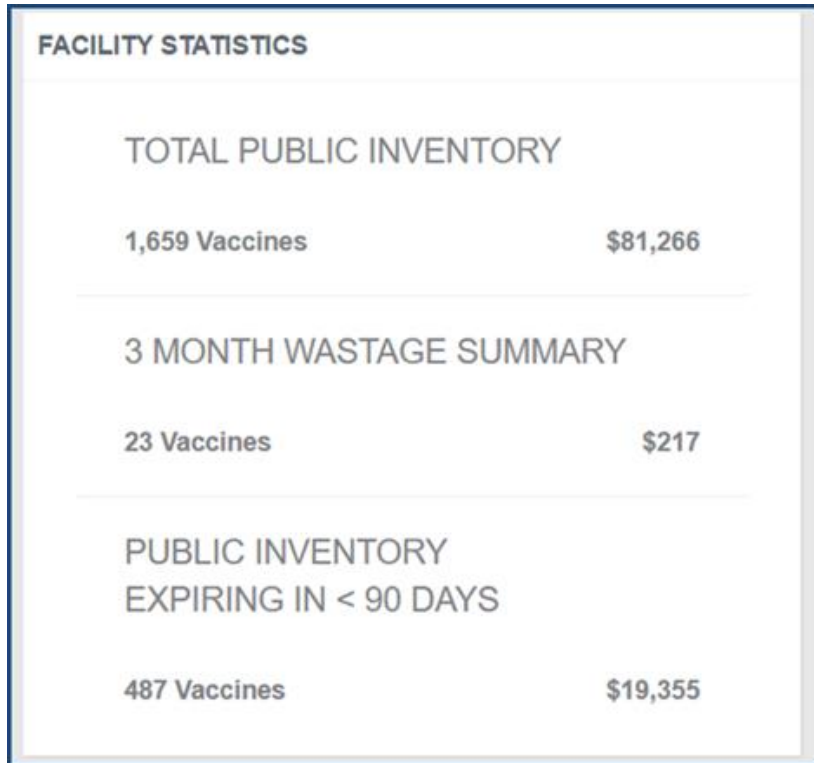 FACILITY STATISTICS
TOTAL PUBLIC INVENTORY
1,659 Vaccines $81,266
3 MONTH WASTAGE SUMMARY
23 Vaccines $217
PUBLIC INVENTORY
EXPIRING IN < 90 DAYS
487 Vaccines $19,355